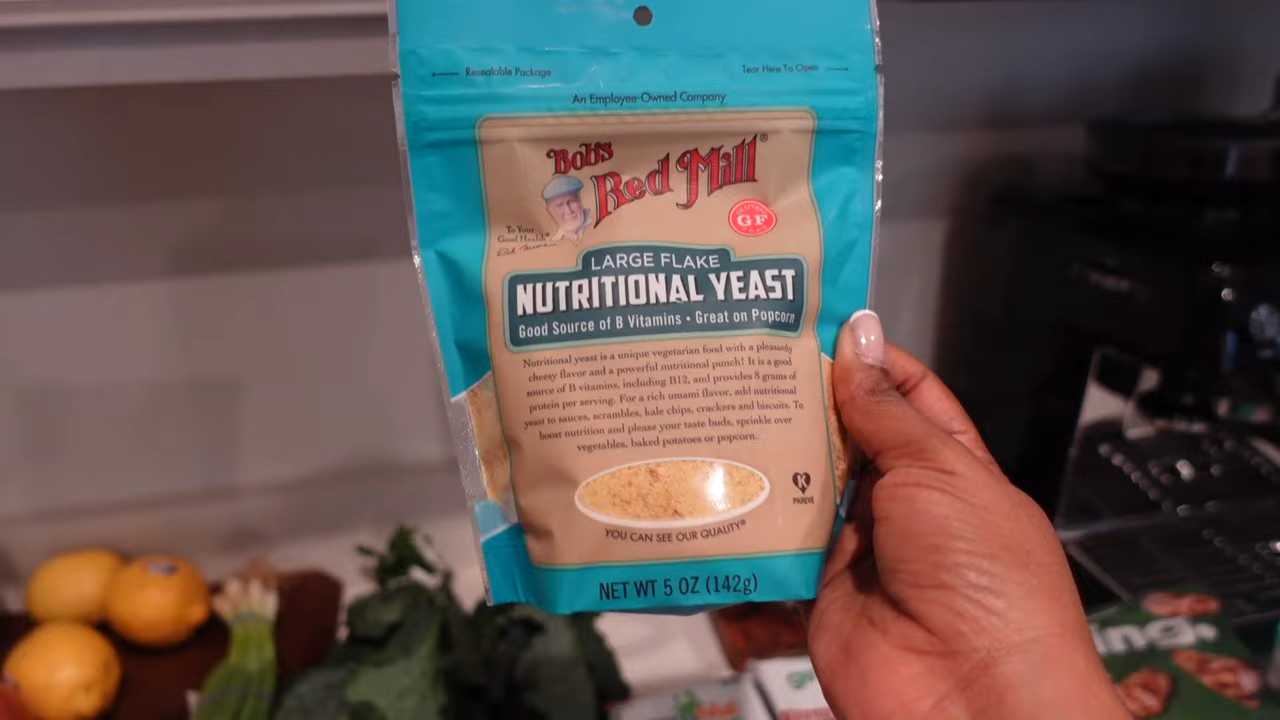 Resealable Package
Tear Here To Open
An Employee-Owned Company
Bob's
Red Mill®
GF
To Your
Good Health®
LARGE FLAKE
NUTRITIONAL YEAST
Good Source of B Vitamins • Great on Popcorn
Nutritional yeast is a unique vegetarian food with a pleasantly
cheesy flavor and a powerful nutritional punch! It is a good
source of B vitamins, including B12, and provides 8 grams of
protein per serving. For a rich umami flavor, add nutritional
yeast to sauces, scrambles, kale chips, crackers and biscuits. To
boost nutrition and please your taste buds, sprinkle over
vegetables, baked potatoes or popcorn.
K
PAREVE
YOU CAN SEE OUR QUALITY®
NET WT 5 OZ (142g)
ing.